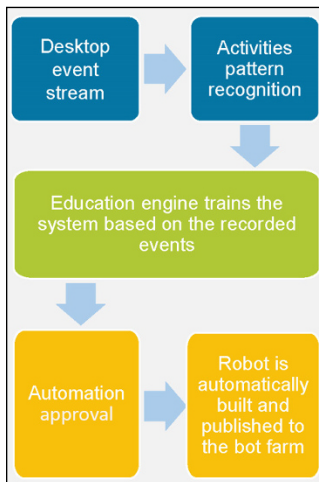 Desktop
event
stream
Activities
pattern
recognition
Education engine trains the
system based on the recorded
events
Automation
approval
Robot is
automatically
built and
published to
the bot farm